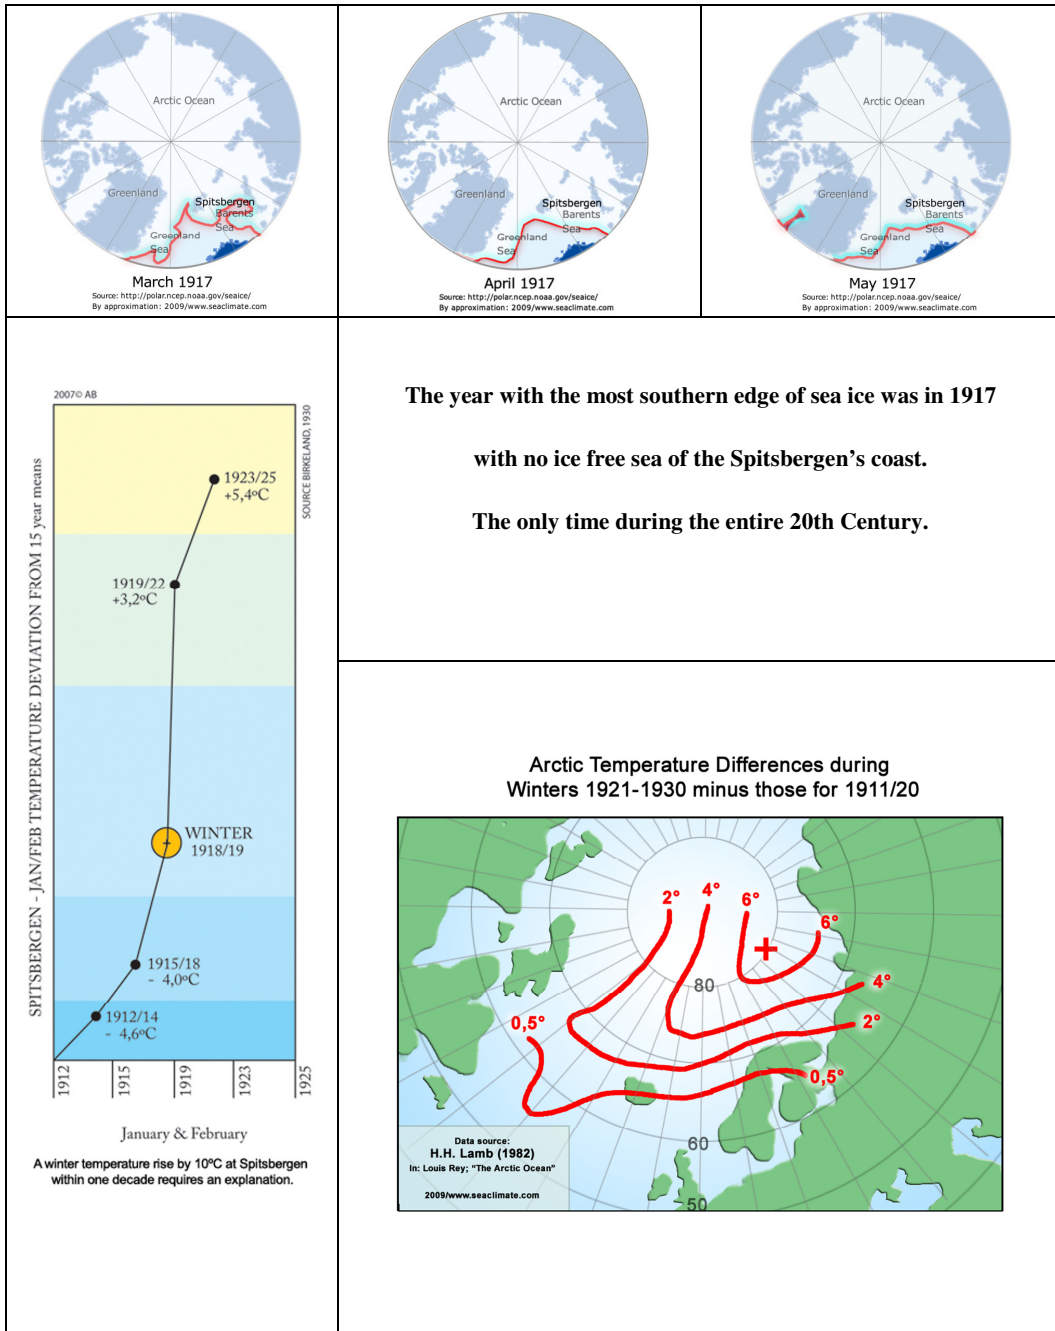 Arctic Ocean
Greenland
Spitsbergen
Barents
Sea
Greenland
Sea
March 1917
Source: http://polar.ncep.noaa.gov/seaice/
By approximation: 2009/www.seaclimate.com
Arctic Ocean
Greenland
Spitsbergen
Barents
Sea
Greenland
Sea
April 1917
Source: http://polar.ncep.noaa.gov/seaice/
By approximation: 2009/www.seaclimate.com
Arctic Ocean
Greenland
Spitsbergen
Barents
Sea
Greenland
Sea
May 1917
Source: http://polar.ncep.noaa.gov/seaice/
By approximation: 2009/www.seaclimate.com
2007© AB
SPITSBERGEN - JAN/FEB TEMPERATURE DEVIATION FROM 15 year means
SOURCE BIRKELAND, 1930
1923/25
+5,4ºC
1919/22
+3,2ºC
WINTER
1918/19
1915/18
- 4,0ºC
1912/14
- 4,6ºC
1912
1915
1919
1923
1925
January & February
A winter temperature rise by 10ºC at Spitsbergen
within one decade requires an explanation.
The year with the most southern edge of sea ice was in 1917
with no ice free sea of the Spitsbergen’s coast.
The only time during the entire 20th Century.
Arctic Temperature Differences during
Winters 1921-1930 minus those for 1911/20
2°
4°
6°
6°
80
4°
0,5°
2°
0,5°
60
50
Data source:
H.H. Lamb (1982)
In: Louis Rey; "The Arctic Ocean"
2009/www.seaclimate.com